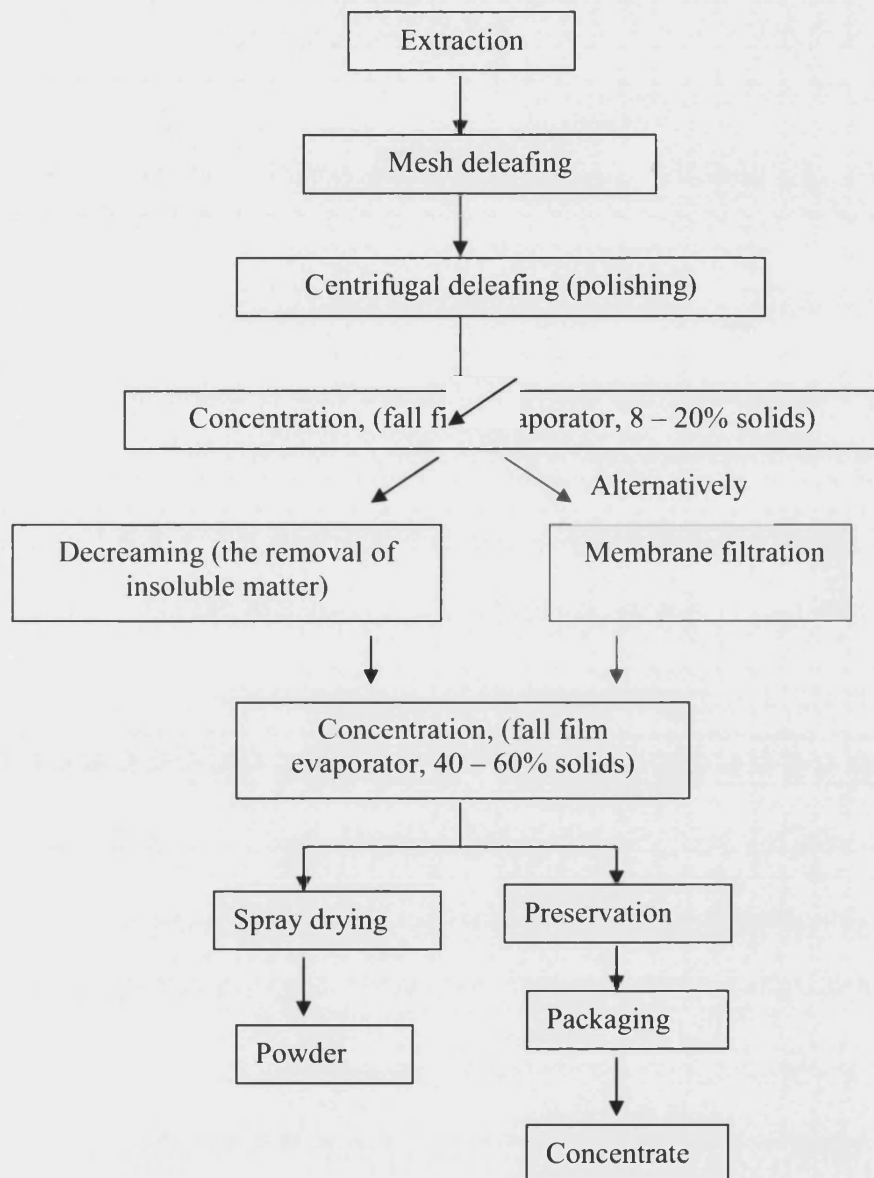 Extraction
Mesh deleafing
Centrifugal deleafing (polishing)
Concentration, (fall fi aporator, 8 – 20% solids)
Alternatively
Decreaming (the removal of
insoluble matter)
Membrane filtration
Concentration, (fall film
evaporator, 40 – 60% solids)
Spray drying
Preservation
Powder
Packaging
Concentrate